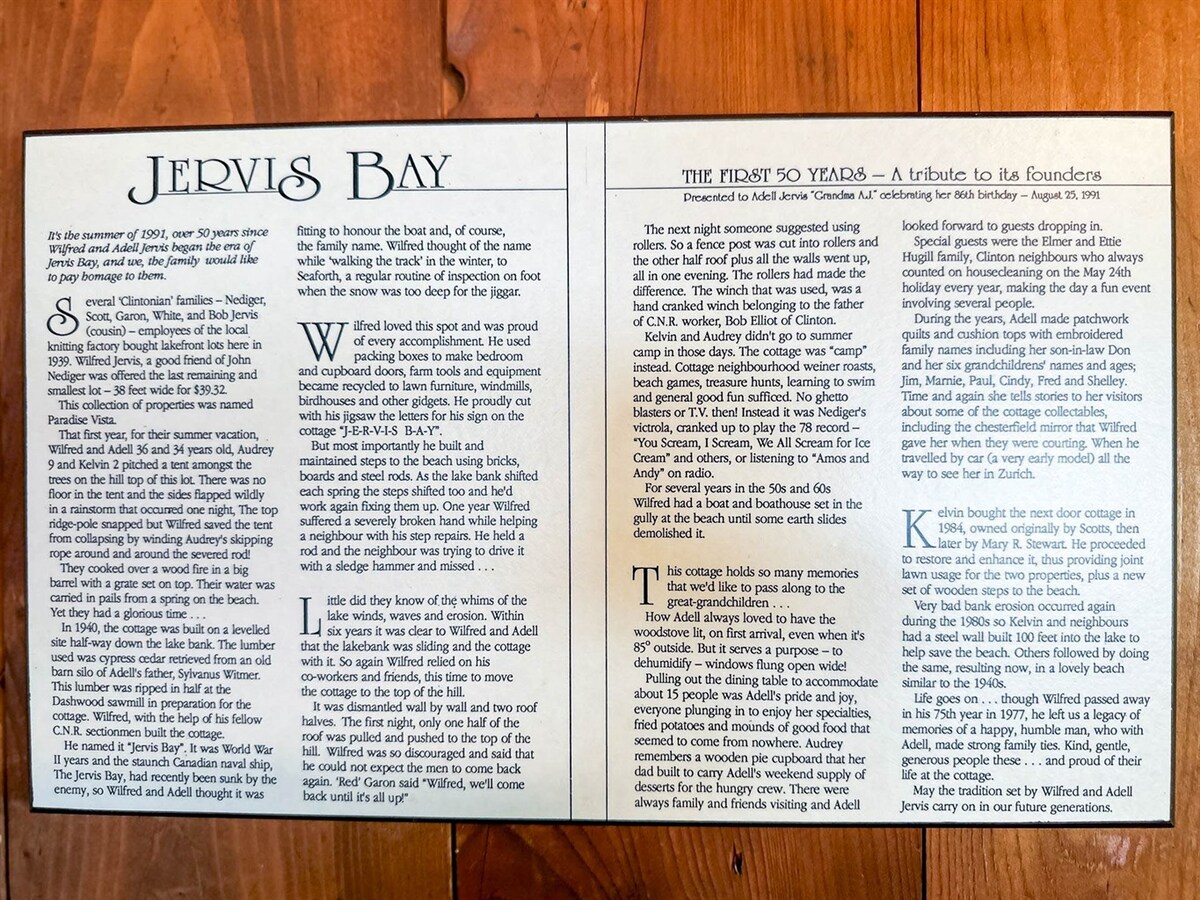 JERVIS BAY
It's the summer of 1991, over 50 years since
Wilfred and Adell Jervis began the era of
Jervis Bay, and we, the family would like
to pay homage to them.
Several 'Clintonian' families – Nediger,
Scott, Garon, White, and Bob Jervis
(cousin) – employees of the local
knitting factory bought lakefront lots here in
1939. Wilfred Jervis, a good friend of John
Nediger was offered the last remaining and
smallest lot – 38 feet wide for $39.32.
This collection of properties was named
Paradise Vista.
That first year, for their summer vacation,
Wilfred and Adell 36 and 34 years old, Audrey
9 and Kelvin 2 pitched a tent amongst the
trees on the hill top of this lot. There was no
floor in the tent and the sides flapped wildly
in a rainstorm that occurred one night, The top
ridge-pole snapped but Wilfred saved the tent
from collapsing by winding Audrey's skipping
rope around and around the severed rod!
They cooked over a wood fire in a big
barrel with a grate set on top. Their water was
carried in pails from a spring on the beach.
Yet they had a glorious time . . .
In 1940, the cottage was built on a levelled
site half-way down the lake bank. The lumber
used was cypress cedar retrieved from an old
barn silo of Adell's father, Sylvanus Witmer.
This lumber was ripped in half at the
Dashwood sawmill in preparation for the
cottage. Wilfred, with the help of his fellow
C.N.R. sectionmen built the cottage.
He named it "Jervis Bay". It was World War
II years and the staunch Canadian naval ship,
The Jervis Bay, had recently been sunk by the
enemy, so Wilfred and Adell thought it was
fitting to honour the boat and, of course,
the family name. Wilfred thought of the name
while 'walking the track' in the winter, to
Seaforth, a regular routine of inspection on foot
when the snow was too deep for the jiggar.
Wilfred loved this spot and was proud
of every accomplishment. He used
packing boxes to make bedroom
and cupboard doors, farm tools and equipment
became recycled to lawn furniture, windmills,
birdhouses and other gidgets. He proudly cut
with his jigsaw the letters for his sign on the
cottage "J-E-R-V-I-S B-A-Y".
But most importantly he built and
maintained steps to the beach using bricks,
boards and steel rods. As the lake bank shifted
each spring the steps shifted too and he'd
work again fixing them up. One year Wilfred
suffered a severely broken hand while helping
a neighbour with his step repairs. He held a
rod and the neighbour was trying to drive it
with a sledge hammer and missed . . .
Little did they know of the whims of the
lake winds, waves and erosion. Within
six years it was clear to Wilfred and Adell
that the lakebank was sliding and the cottage
with it. So again Wilfred relied on his
co-workers and friends, this time to move
the cottage to the top of the hill.
It was dismantled wall by wall and two roof
halves. The first night, only one half of the
roof was pulled and pushed to the top of the
hill. Wilfred was so discouraged and said that
he could not expect the men to come back
again. 'Red' Garon said "Wilfred, we'll come
back until it's all up!"
THE FIRST 50 YEARS – A tribute to its founders
Presented to Adell Jervis "Grandma A.J." celebrating her 86th birthday – August 25, 1991
The next night someone suggested using
rollers. So a fence post was cut into rollers and
the other half roof plus all the walls went up,
all in one evening. The rollers had made the
difference. The winch that was used, was a
hand cranked winch belonging to the father
of C.N.R. worker, Bob Elliot of Clinton.
Kelvin and Audrey didn't go to summer
camp in those days. The cottage was "camp"
instead. Cottage neighbourhood weiner roasts,
beach games, treasure hunts, learning to swim
and general good fun sufficed. No ghetto
blasters or T.V. then! Instead it was Nediger's
victrola, cranked up to play the 78 record –
"You Scream, I Scream, We All Scream for Ice
Cream" and others, or listening to "Amos and
Andy" on radio.
For several years in the 50s and 60s
Wilfred had a boat and boathouse set in the
gully at the beach until some earth slides
demolished it.
This cottage holds so many memories
that we'd like to pass along to the
great-grandchildren . . .
How Adell always loved to have the
woodstove lit, on first arrival, even when it's
85° outside. But it serves a purpose – to
dehumidify – windows flung open wide!
Pulling out the dining table to accommodate
about 15 people was Adell's pride and joy,
everyone plunging in to enjoy her specialties,
fried potatoes and mounds of good food that
seemed to come from nowhere. Audrey
remembers a wooden pie cupboard that her
dad built to carry Adell's weekend supply of
desserts for the hungry crew. There were
always family and friends visiting and Adell
looked forward to guests dropping in.
Special guests were the Elmer and Ettie
Hugill family, Clinton neighbours who always
counted on housecleaning on the May 24th
holiday every year, making the day a fun event
involving several people.
During the years, Adell made patchwork
quilts and cushion tops with embroidered
family names including her son-in-law Don
and her six grandchildrens' names and ages;
Jim, Marnie, Paul, Cindy, Fred and Shelley.
Time and again she tells stories to her visitors
about some of the cottage collectables,
including the chesterfield mirror that Wilfred
gave her when they were courting. When he
travelled by car (a very early model) all the
way to see her in Zurich.
Kelvin bought the next door cottage in
1984, owned originally by Scotts, then
later by Mary R. Stewart. He proceeded
to restore and enhance it, thus providing joint
lawn usage for the two properties, plus a new
set of wooden steps to the beach.
Very bad bank erosion occurred again
during the 1980s so Kelvin and neighbours
had a steel wall built 100 feet into the lake to
help save the beach. Others followed by doing
the same, resulting now, in a lovely beach
similar to the 1940s.
Life goes on . . . though Wilfred passed away
in his 75th year in 1977, he left us a legacy of
memories of a happy, humble man, who with
Adell, made strong family ties. Kind, gentle,
generous people these . . . and proud of their
life at the cottage.
May the tradition set by Wilfred and Adell
Jervis carry on in our future generations.